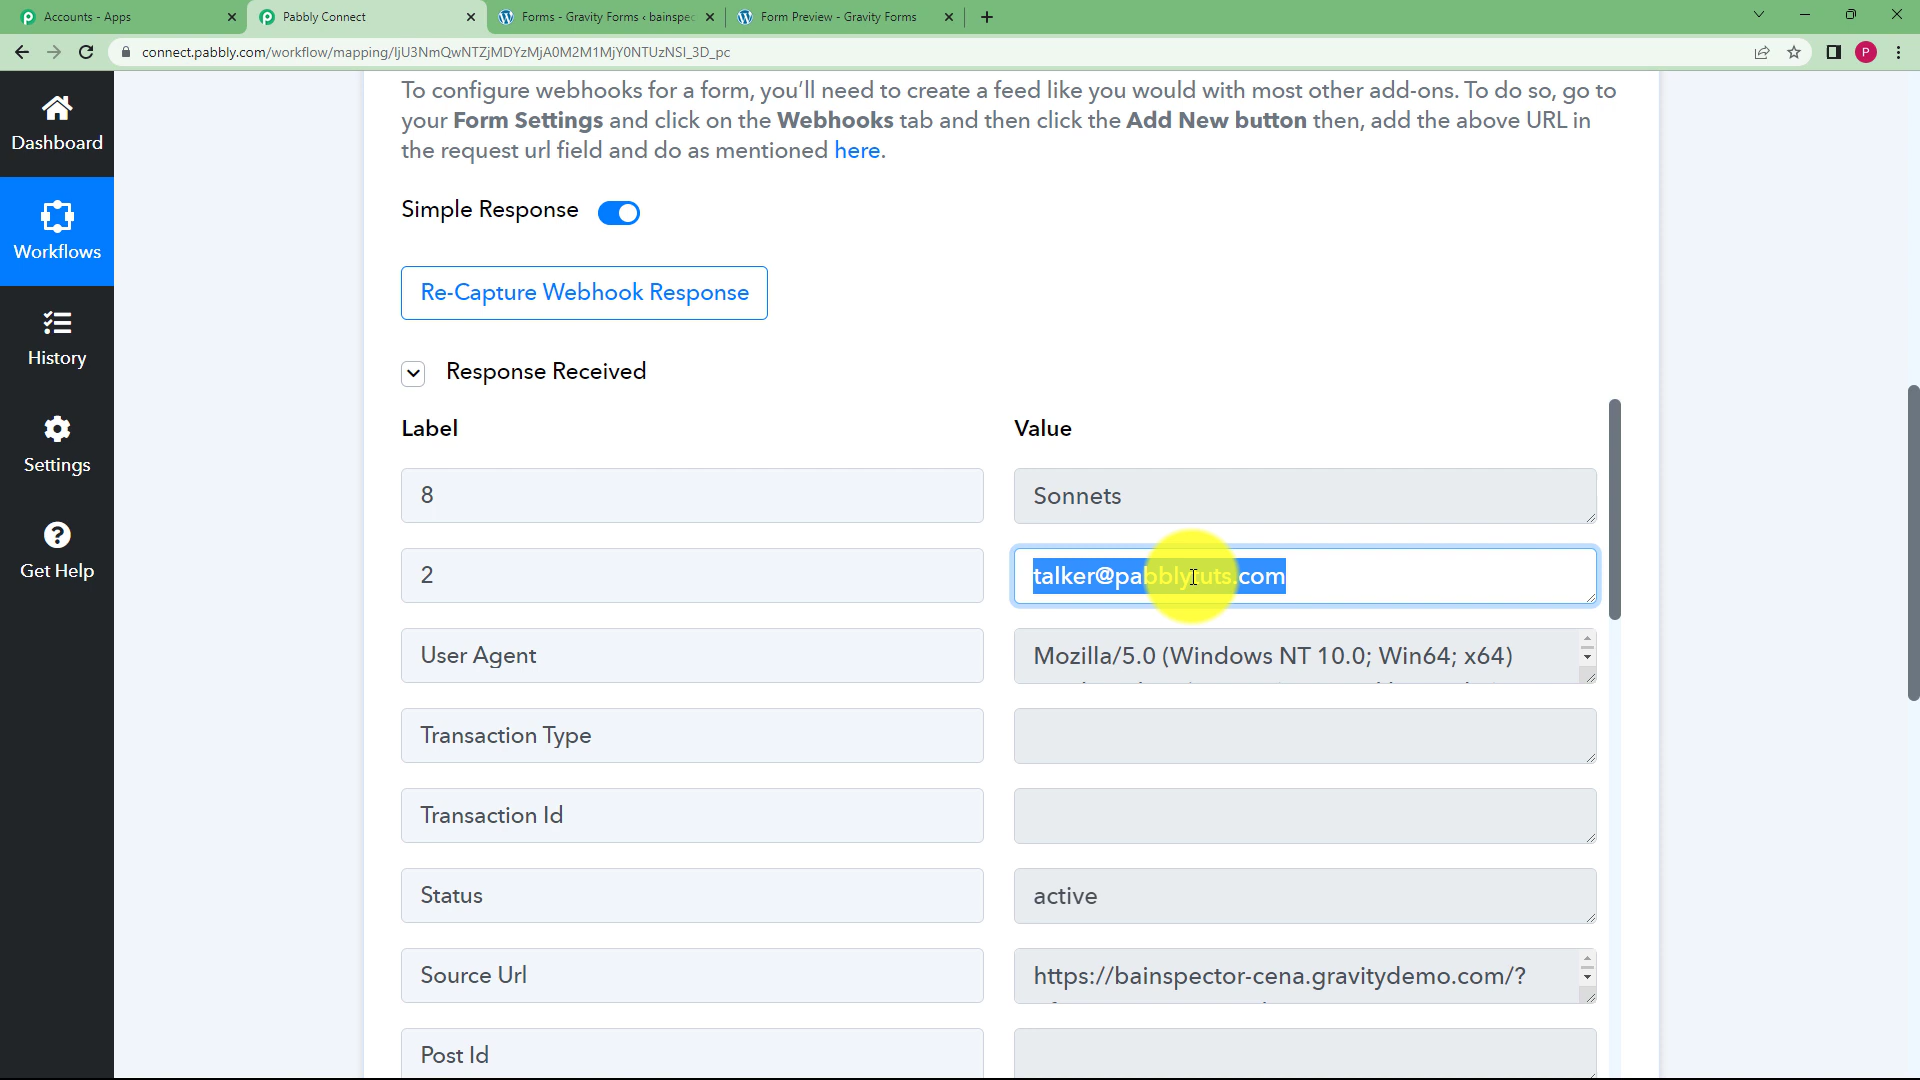 Accounts - Apps
Pabbly Connect
Forms - Gravity Forms ‹ bainspec
Form Preview - Gravity Forms
connect.pabbly.com/workflow/mapping/IjU3NmQwNTZjMDYzMjA0M2M1MjY0NTUzNSI_3D_pc
P
Dashboard
Workflows
History
Settings
Get Help
To configure webhooks for a form, you'll need to create a feed like you would with most other add-ons. To do so, go to
your Form Settings and click on the Webhooks tab and then click the Add New button then, add the above URL in
the request url field and do as mentioned here.
Simple Response
Re-Capture Webhook Response
Response Received
Label Value
8 Sonnets
2 talker@pabblytuts.com
User Agent Mozilla/5.0 (Windows NT 10.0; Win64; x64)
Transaction Type
Transaction Id
Status active
Source Url https://bainspector-cena.gravitydemo.com/?
Post Id